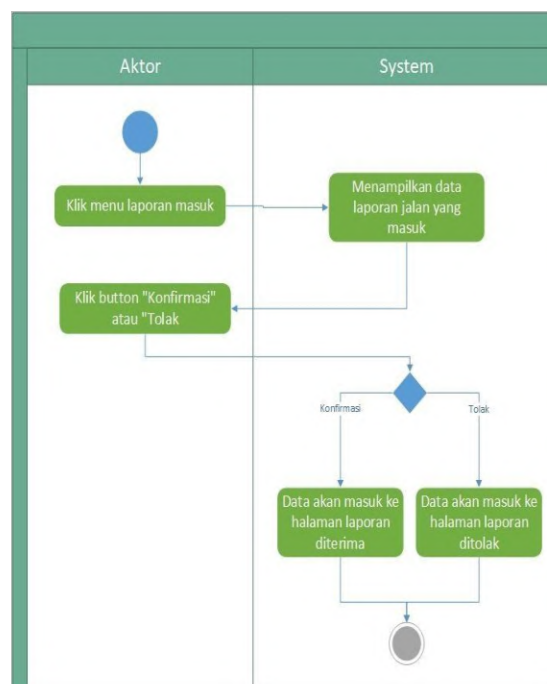 Aktor
System
Klik menu laporan masuk
Menampilkan data
laporan jalan yang
masuk
Klik button "Konfirmasi"
atau "Tolak
Konfirmasi
Tolak
Data akan masuk ke
halaman laporan
diterima
Data akan masuk ke
halaman laporan
ditolak